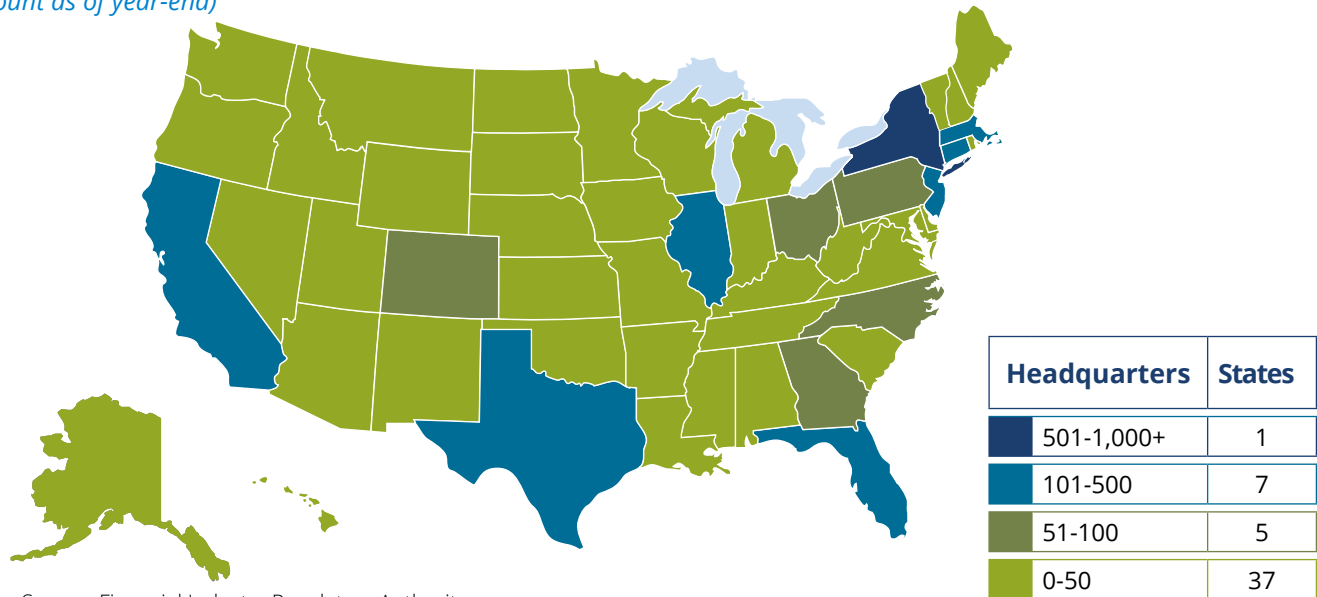 as of year-end)
Headquarters States
501-1,000+ 1
101-500 7
51-100 5
0-50 37